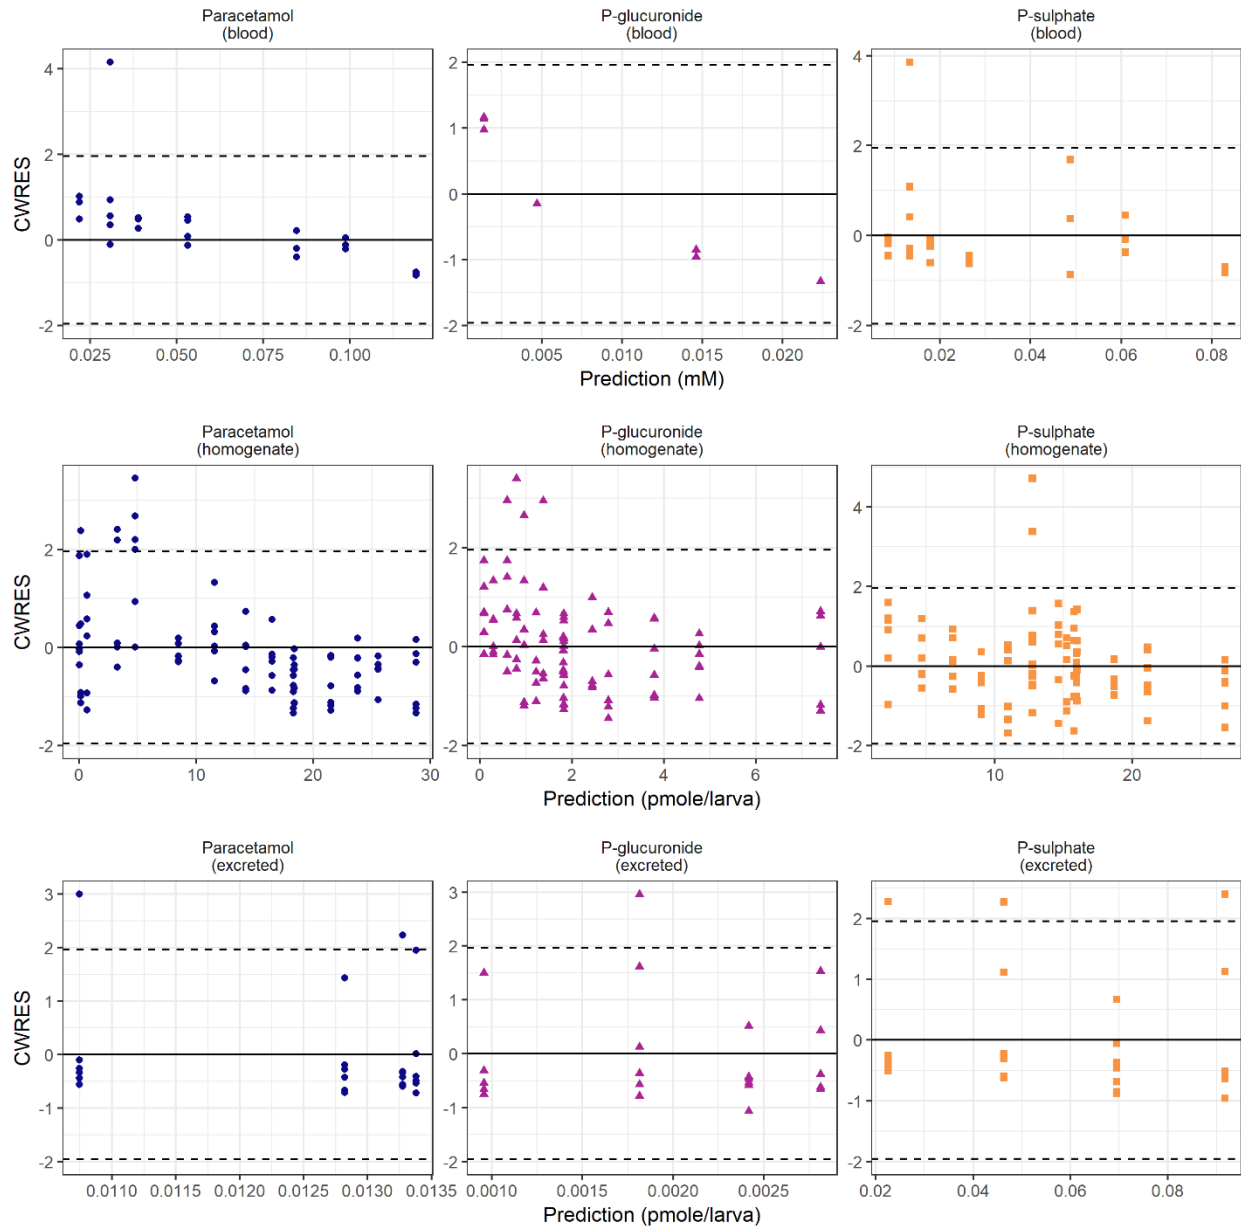 Paracetamol
(blood)
P-glucuronide
(blood)
P-sulphate
(blood)
CWRES
4
2
0
-2
2
1
0
-1
-2
4
2
0
-2
0.025 0.050 0.075 0.100
0.005 0.010 0.015 0.020
0.02 0.04 0.06 0.08
Prediction (mM)
Paracetamol
(homogenate)
P-glucuronide
(homogenate)
P-sulphate
(homogenate)
CWRES
2
0
-2
2
0
-2
4
2
0
-2
0 10 20 30
0 2 4 6
10 20
Prediction (pmole/larva)
Paracetamol
(excreted)
P-glucuronide
(excreted)
P-sulphate
(excreted)
CWRES
3
2
1
0
-1
-2
3
2
1
0
-1
-2
2
1
0
-1
-2
0.0110 0.0115 0.0120 0.0125 0.0130 0.0135
0.0010 0.0015 0.0020 0.0025
0.02 0.04 0.06 0.08
Prediction (pmole/larva)